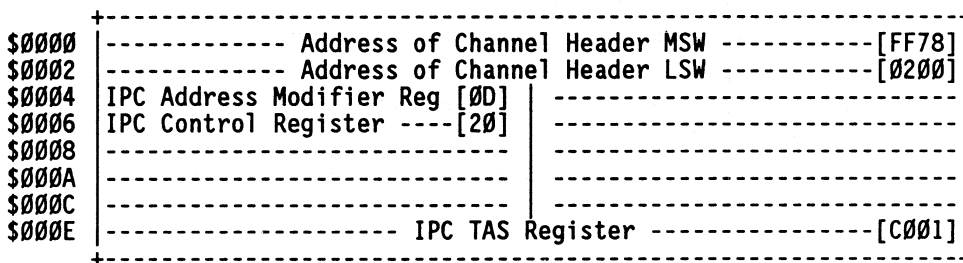 +---------------------------------------------------------------
$0000 |------------- Address of Channel Header MSW -----------[FF78]
$0002 |------------- Address of Channel Header LSW -----------[0200]
$0004 |IPC Address Modifier Reg [0D] | -----------------------------
$0006 |IPC Control Register ----[20] | -----------------------------
$0008 |----------------------------- | -----------------------------
$000A |----------------------------- | -----------------------------
$000C |----------------------------- | -----------------------------
$000E |------------------- IPC TAS Register ---------------[C001]
+---------------------------------------------------------------